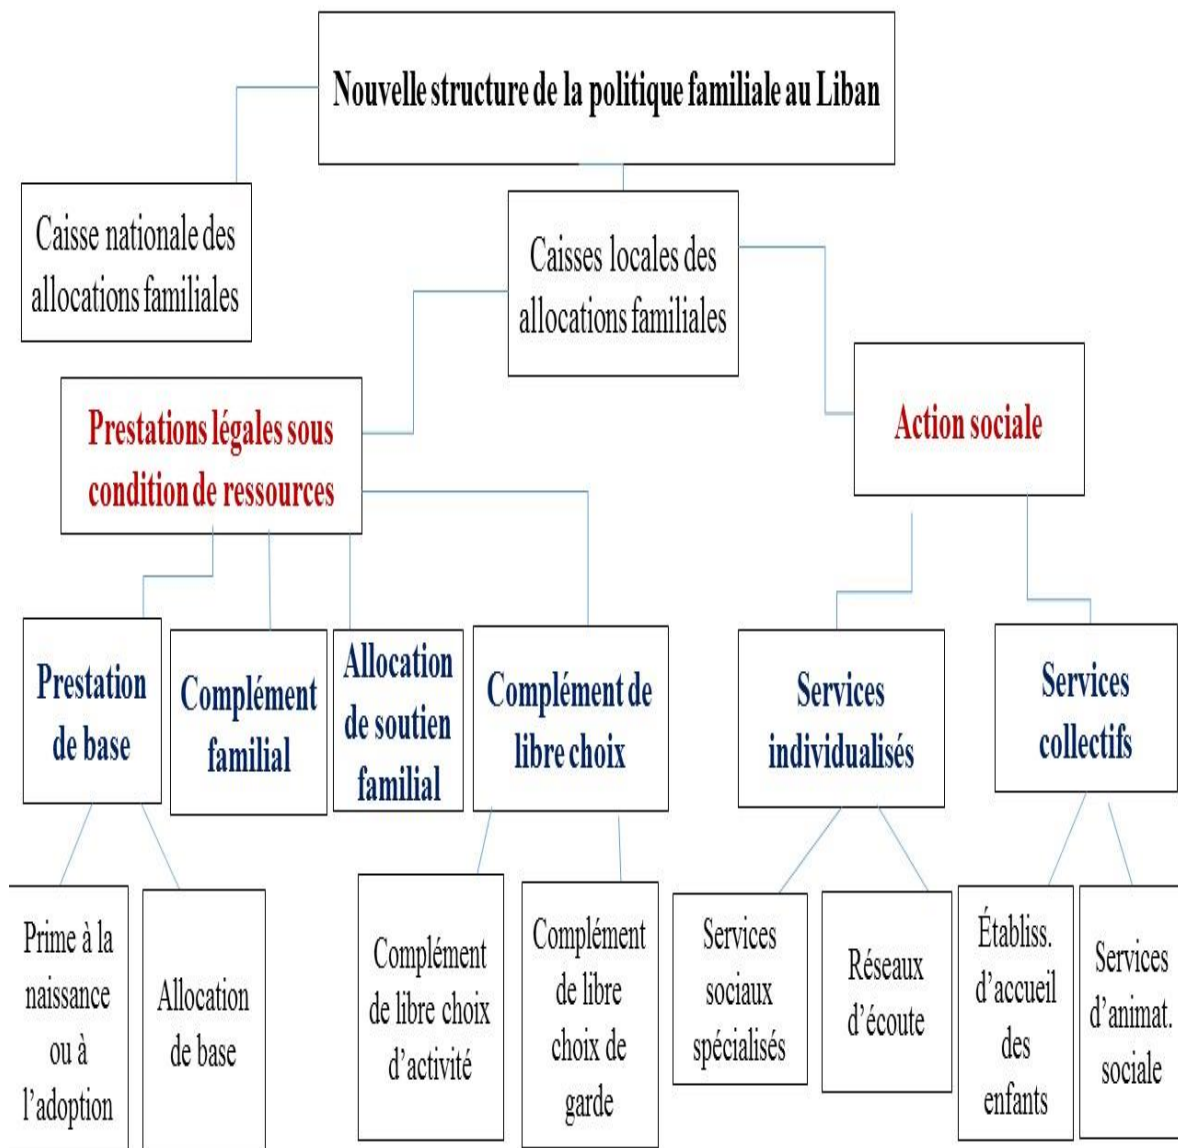 Nouvelle structure de la politique familiale au Liban
Caisse nationale des
allocations familiales
Caisses locales des
allocations familiales
Prestations légales sous
condition de ressources
Action sociale
Prestation
de base
Complément
familial
Allocation
de soutien
familial
Complément de
libre choix
Services
individualisés
Services
collectifs
Prime à la
naissance
ou à
l’adoption
Allocation
de base
Complément
de libre choix
d’activité
Complément
de libre
choix de
garde
Services
sociaux
spécialisés
Réseaux
d’écoute
Établiss.
d’accueil
des
enfants
Services
d’animat.
sociale